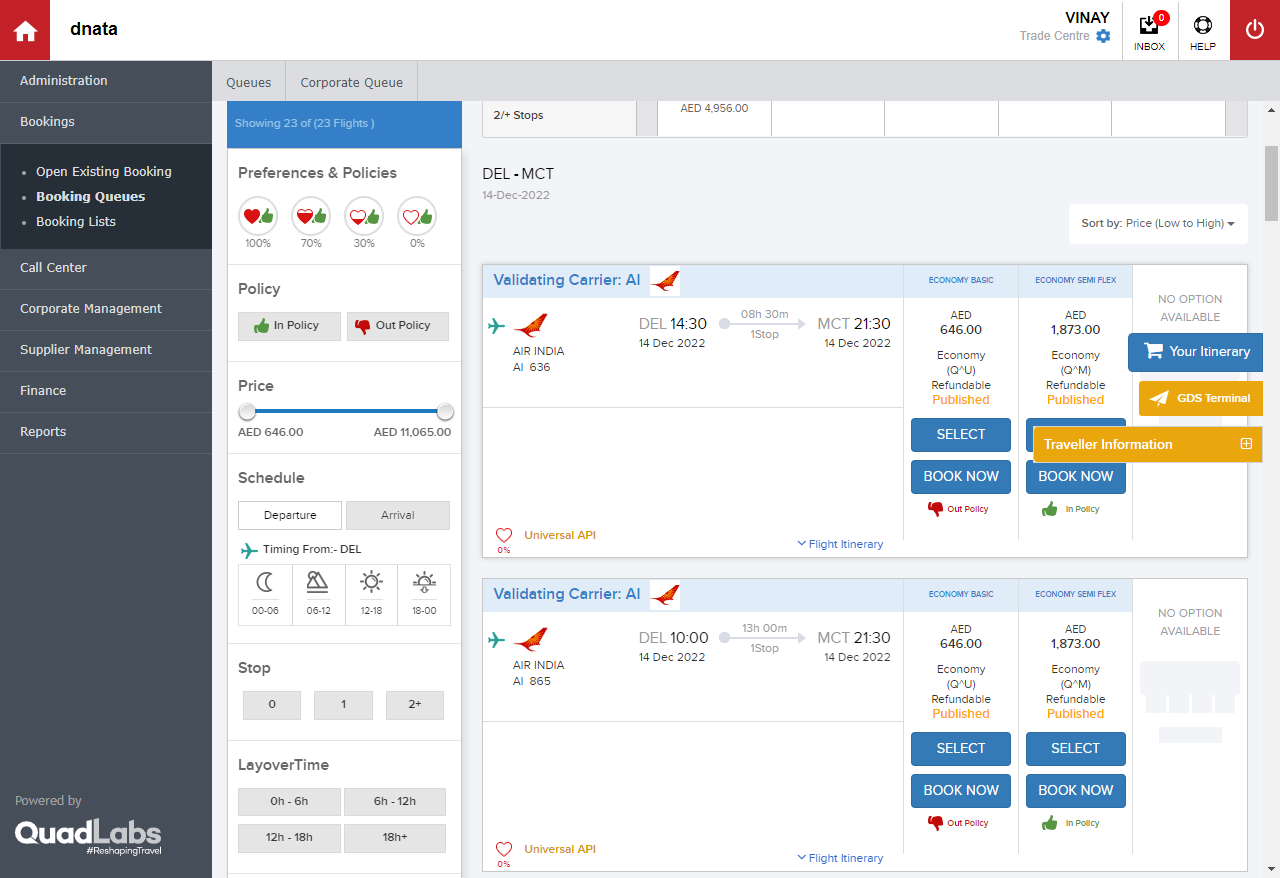 dnata
VINAY
Trade Centre
0
INBOX
HELP
Administration
Bookings
Open Existing Booking
Booking Queues
Booking Lists
Call Center
Corporate Management
Supplier Management
Finance
Reports
Powered by
QuadLabs
#ReshapingTravel
Queues
Corporate Queue
Showing 23 of (23 Flights )
Preferences & Policies
100% 70% 30% 0%
Policy
In Policy Out Policy
Price
AED 646.00 AED 11,065.00
Schedule
Departure Arrival
Timing From:- DEL
00-06 06-12 12-18 18-00
Stop
0 1 2+
LayoverTime
0h - 6h 6h - 12h
12h - 18h 18h+
2/+ Stops
AED 4,956.00
DEL - MCT
14-Dec-2022
Sort by: Price (Low to High)
Validating Carrier: AI
ECONOMY BASIC ECONOMY SEMI FLEX
AIR INDIA
AI 636
DEL 14:30
14 Dec 2022
08h 30m
1Stop
MCT 21:30
14 Dec 2022
AED
646.00
Economy
(Q^U)
Refundable
Published
SELECT
BOOK NOW
Out Policy
AED
1,873.00
Economy
(Q^M)
Refundable
Published
BOOK NOW
In Policy
NO OPTION
AVAILABLE
Your Itinerary
GDS Terminal
Traveller Information
0%
Universal API
Flight Itinerary
Validating Carrier: AI
ECONOMY BASIC ECONOMY SEMI FLEX
AIR INDIA
AI 865
DEL 10:00
14 Dec 2022
13h 00m
1Stop
MCT 21:30
14 Dec 2022
AED
646.00
Economy
(Q^U)
Refundable
Published
SELECT
BOOK NOW
Out Policy
AED
1,873.00
Economy
(Q^M)
Refundable
Published
SELECT
BOOK NOW
In Policy
NO OPTION
AVAILABLE
0%
Universal API
Flight Itinerary